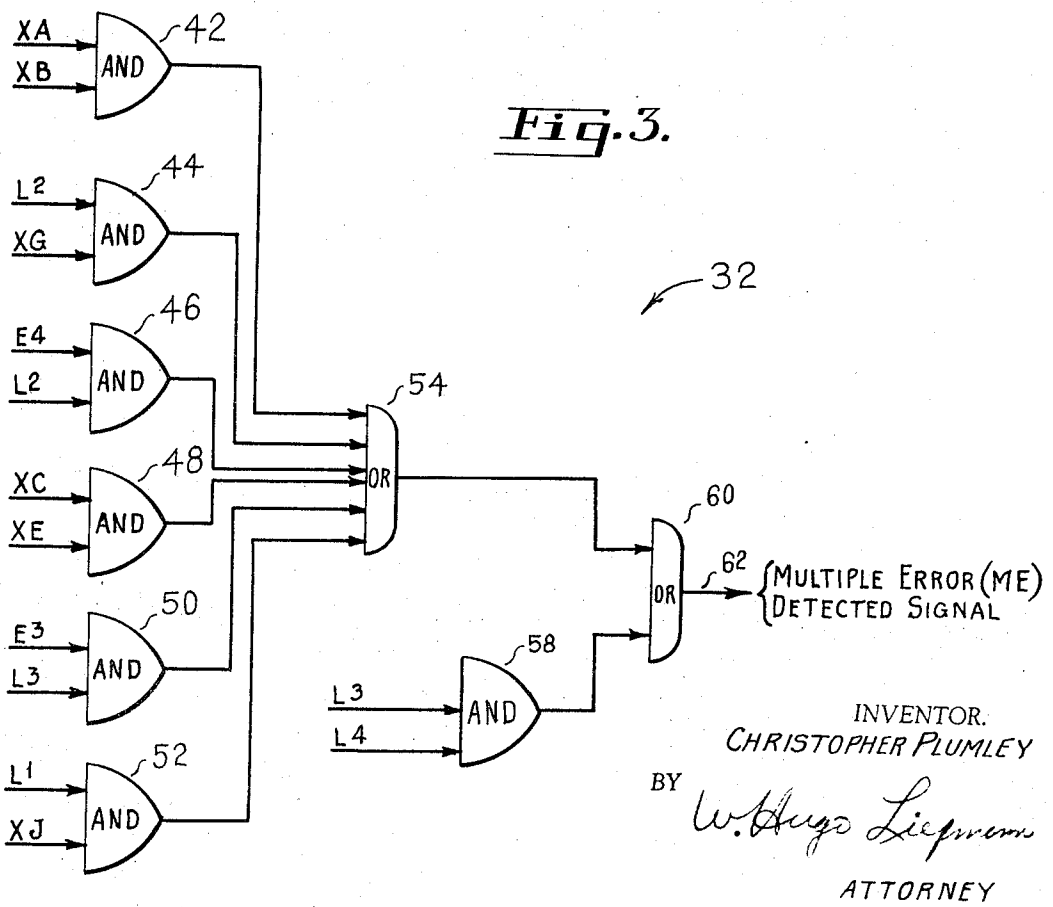 XA
XB
AND
42
Fig. 3.
L2
XG
AND
44
32
E4
L2
AND
46
54
OR
XC
XE
AND
48
60
OR
62
MULTIPLE ERROR (ME)
DETECTED SIGNAL
E3
L3
AND
50
L3
L4
AND
58
L1
XJ
AND
52
INVENTOR.
CHRISTOPHER PLUMLEY
BY
W. Hugo Liepmann
ATTORNEY